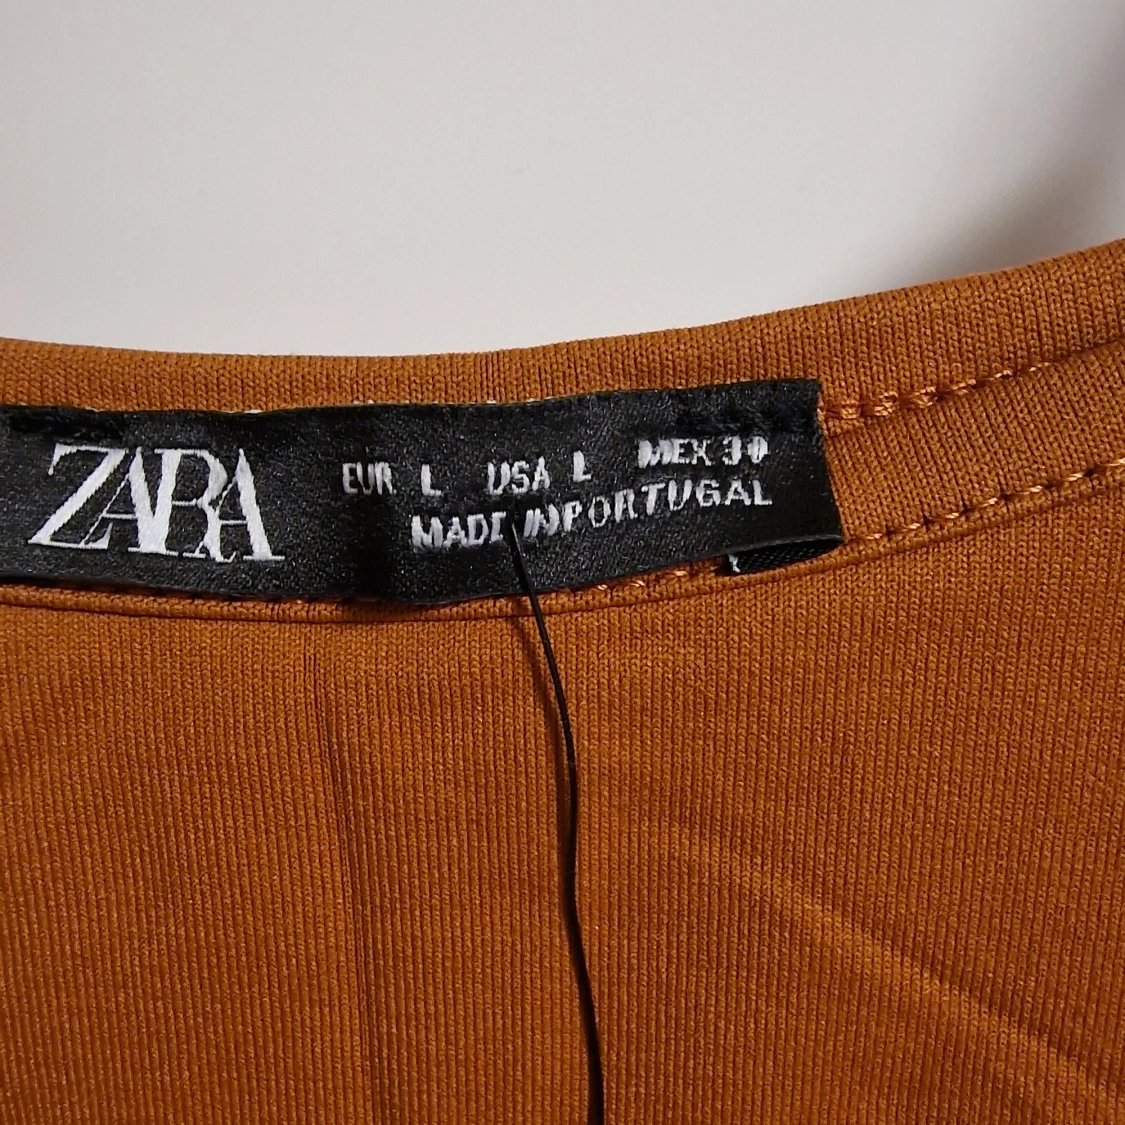 ZARA
EUR L USA L MEX 30
MADE IN PORTUGAL